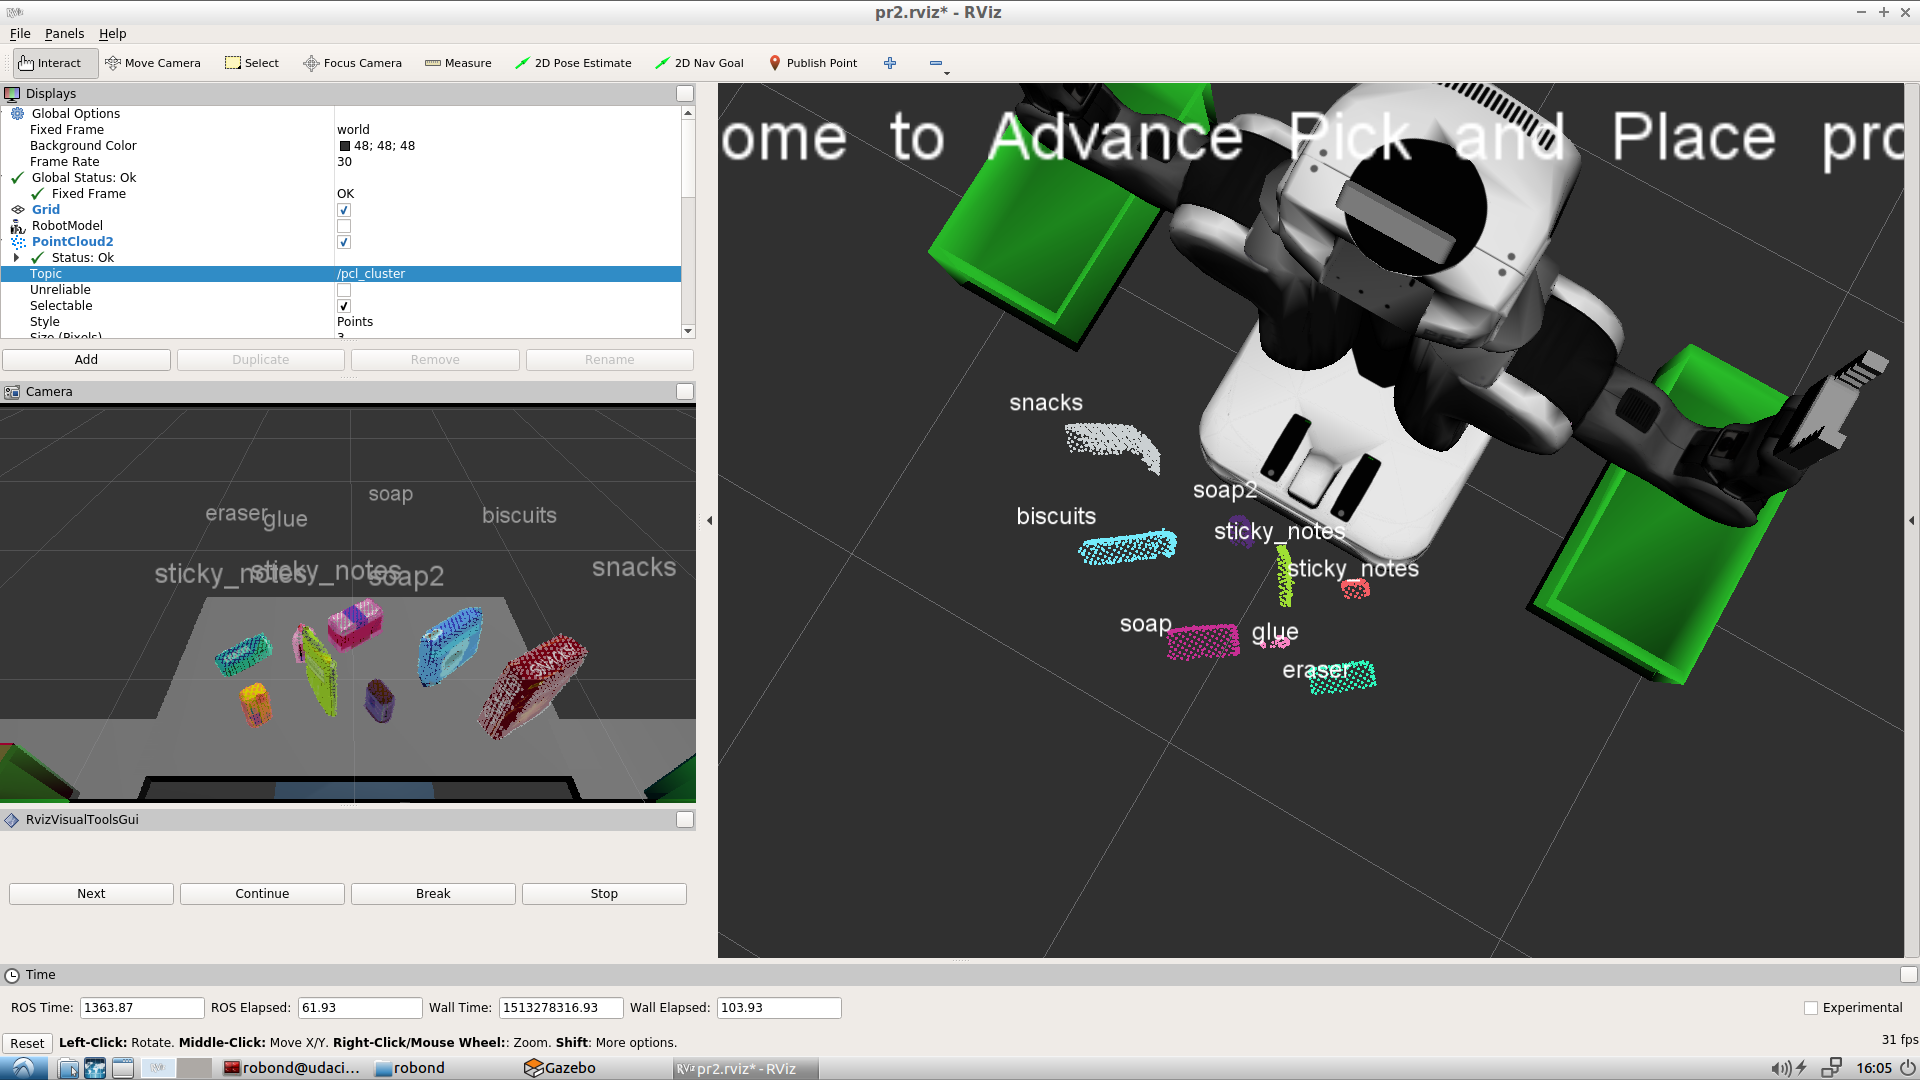 pr2.rviz* - RViz
File Panels Help
Interact Move Camera Select Focus Camera Measure 2D Pose Estimate 2D Nav Goal Publish Point
Displays
Global Options
Fixed Frame world
Background Color 48; 48; 48
Frame Rate 30
Global Status: Ok
Fixed Frame OK
Grid
RobotModel
PointCloud2
Status: Ok
Topic /pcl_cluster
Unreliable
Selectable
Style Points
Size (Pixels) 3
Add Duplicate Remove Rename
Camera
soap
eraser glue biscuits
sticky_notes sticky_notes soap2 snacks
SNACKS
RvizVisualToolsGui
Next Continue Break Stop
ome to Advance Pick and Place pro
snacks
soap2
biscuits sticky_notes
sticky_notes
soap glue
eraser
Time
ROS Time: 1363.87 ROS Elapsed: 61.93 Wall Time: 1513278316.93 Wall Elapsed: 103.93 Experimental
Reset Left-Click: Rotate. Middle-Click: Move X/Y. Right-Click/Mouse Wheel:: Zoom. Shift: More options. 31 fps
robond@udaci... robond Gazebo pr2.rviz* - RViz 16:05